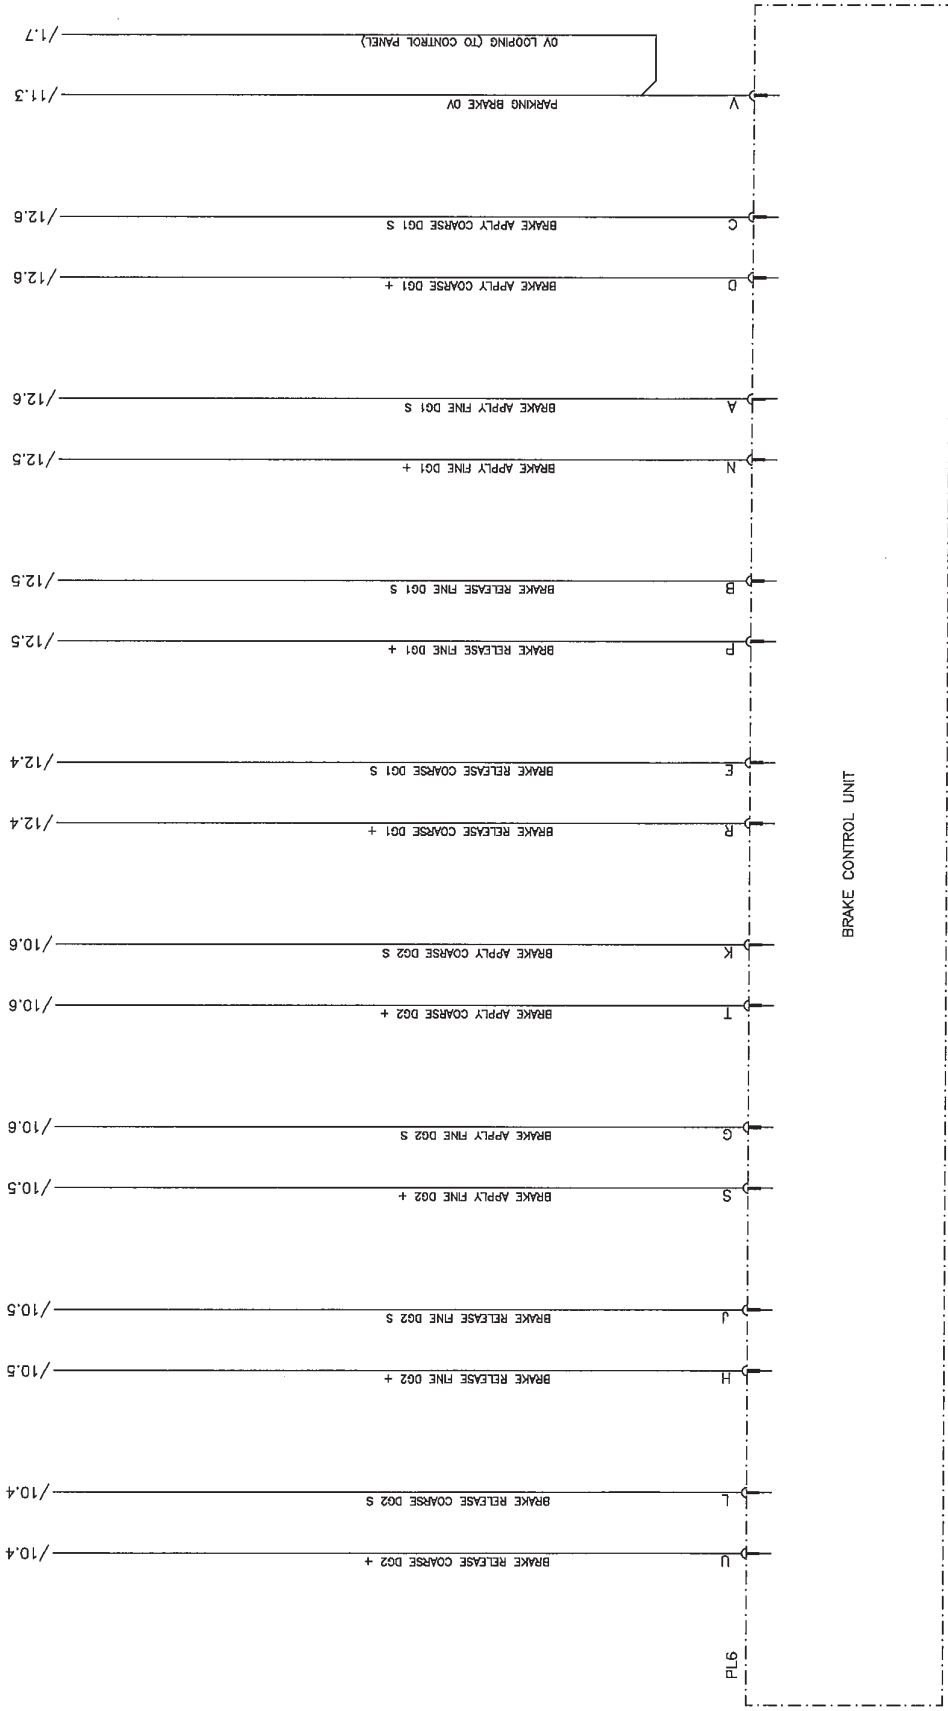 PL6
U BRAKE RELEASE COARSE DG2 + /10.4
L BRAKE RELEASE COARSE DG2 S /10.4
H BRAKE RELEASE FINE DG2 + /10.5
J BRAKE RELEASE FINE DG2 S /10.5
S BRAKE APPLY FINE DG2 + /10.5
G BRAKE APPLY FINE DG2 S /10.6
T BRAKE APPLY COARSE DG2 + /10.6
K BRAKE APPLY COARSE DG2 S /10.6
R BRAKE RELEASE COARSE DG1 + /12.4
E BRAKE RELEASE COARSE DG1 S /12.4
P BRAKE RELEASE FINE DG1 + /12.5
B BRAKE RELEASE FINE DG1 S /12.5
N BRAKE APPLY FINE DG1 + /12.5
A BRAKE APPLY FINE DG1 S /12.6
D BRAKE APPLY COARSE DG1 + /12.6
C BRAKE APPLY COARSE DG1 S /12.6
V PARKING BRAKE 0V /11.3
0V LOOPING (TO CONTROL PANEL) /1.7
BRAKE CONTROL UNIT